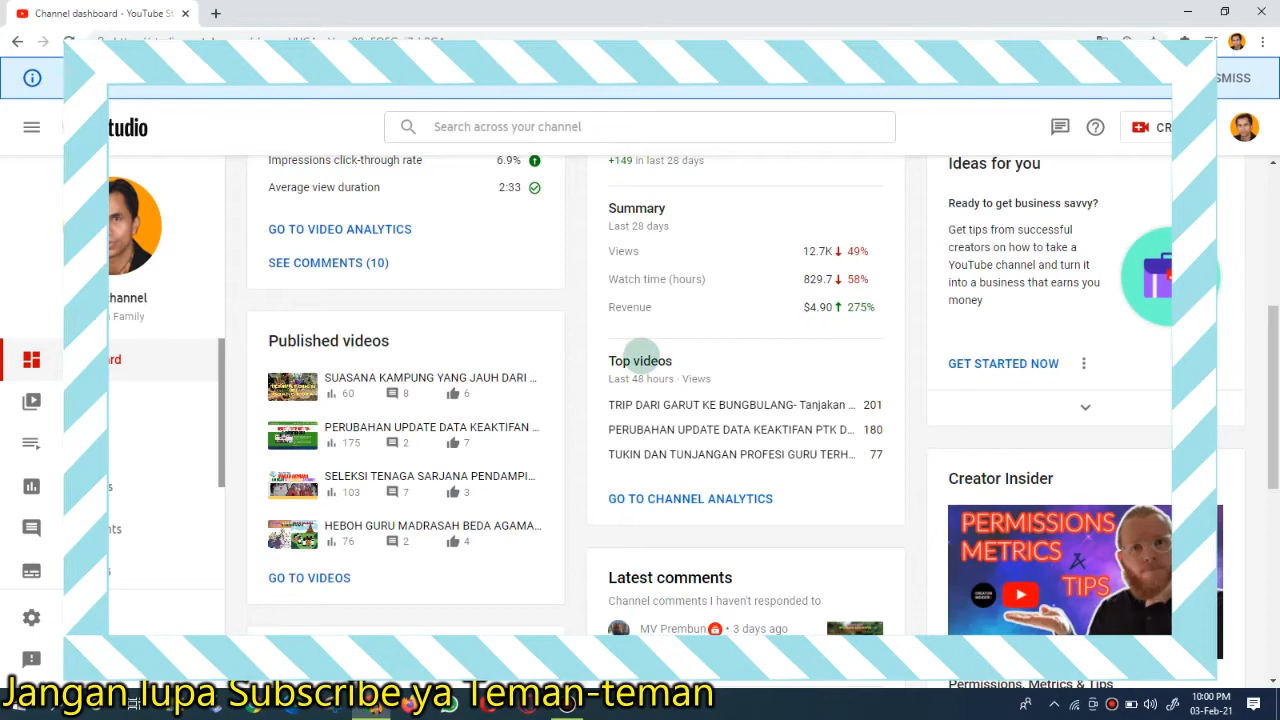 Channel dashboard - YouTube St
SMISS
tudio
Search across your channel
CR
hannel
Family
ard
s
nts
Impressions click-through rate 6.9%
Average view duration 2:33
GO TO VIDEO ANALYTICS
SEE COMMENTS (10)
Published videos
SUASANA KAMPUNG YANG JAUH DARI ...
60 8 6
PERUBAHAN UPDATE DATA KEAKTIFAN ...
175 2 7
SELEKSI TENAGA SARJANA PENDAMPI...
103 7 3
HEBOH GURU MADRASAH BEDA AGAMA...
76 2 4
GO TO VIDEOS
+149 in last 28 days
Summary
Last 28 days
Views 12.7K 49%
Watch time (hours) 829.7 58%
Revenue $4.90 275%
Top videos
Last 48 hours · Views
TRIP DARI GARUT KE BUNGBULANG- Tanjakan ... 201
PERUBAHAN UPDATE DATA KEAKTIFAN PTK D... 180
TUKIN DAN TUNJANGAN PROFESI GURU TERH... 77
GO TO CHANNEL ANALYTICS
Latest comments
Channel comments I haven't responded to
MV Prembun • 3 days ago
Ideas for you
Ready to get business savvy?
Get tips from successful
creators on how to take a
YouTube channel and turn it
into a business that earns you
money
GET STARTED NOW
Creator Insider
PERMISSIONS
METRICS
&
TIPS
CREATOR
INSIDER
Permissions, Metrics & Tips
Jangan lupa Subscribe ya Teman-teman
10:00 PM
03-Feb-21